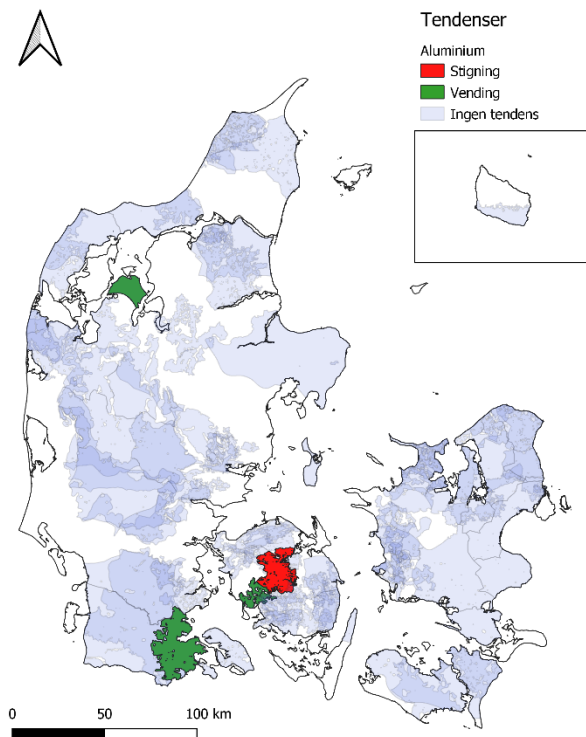 Tendenser
Aluminium
Stigning
Vending
Ingen tendens
0 50 100 km